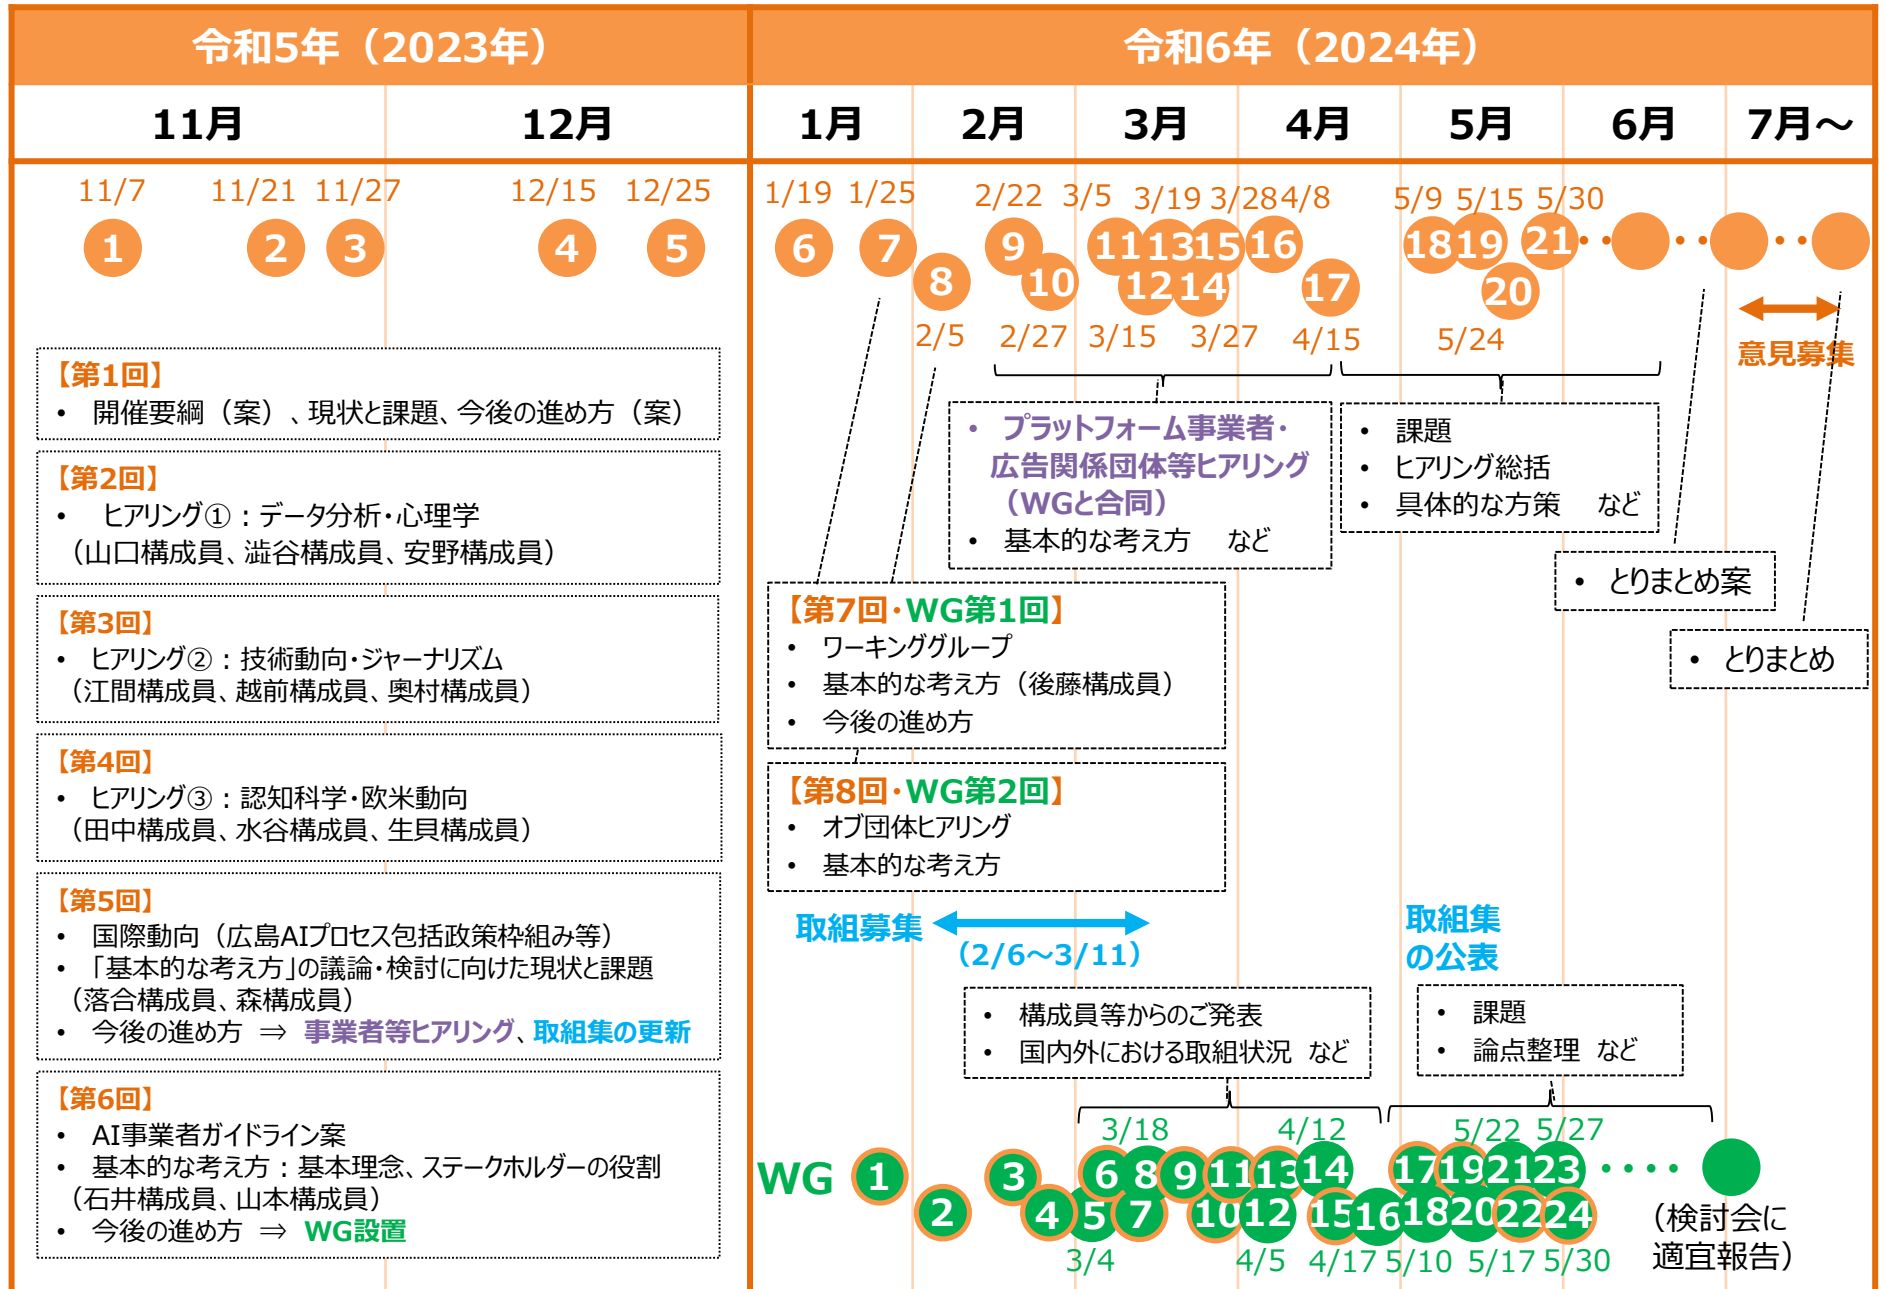 令和5年（2023年）
令和6年（2024年）
11月
12月
1月
2月
3月
4月
5月
6月
7月～
11/7
11/21
11/27
12/15
12/25
1/19
1/25
2/22
3/5
3/19
3/28
4/8
5/9
5/15
5/30
1
2
3
4
5
6
7
8
9
10
11
12
13
14
15
16
17
18
19
20
21
2/5
2/27
3/15
3/27
4/15
5/24
意見募集
【第1回】
• 開催要綱（案）、現状と課題、今後の進め方（案）
【第2回】
• ヒアリング①：データ分析・心理学
（山口構成員、澁谷構成員、安野構成員）
【第3回】
• ヒアリング②：技術動向・ジャーナリズム
（江間構成員、越前構成員、奥村構成員）
【第4回】
• ヒアリング③：認知科学・欧米動向
（田中構成員、水谷構成員、生貝構成員）
【第5回】
• 国際動向（広島AIプロセス包括政策枠組み等）
• 「基本的な考え方」の議論・検討に向けた現状と課題
（落合構成員、森構成員）
• 今後の進め方 ⇒ 事業者等ヒアリング、取組集の更新
【第6回】
• AI事業者ガイドライン案
• 基本的な考え方：基本理念、ステークホルダーの役割
（石井構成員、山本構成員）
• 今後の進め方 ⇒ WG設置
• プラットフォーム事業者・
広告関係団体等ヒアリング
（WGと合同）
• 基本的な考え方 など
• 課題
• ヒアリング総括
• 具体的な方策 など
• とりまとめ案
• とりまとめ
【第7回・WG第1回】
• ワーキンググループ
• 基本的な考え方（後藤構成員）
• 今後の進め方
【第8回・WG第2回】
• オブ団体ヒアリング
• 基本的な考え方
取組募集
（2/6～3/11）
取組集
の公表
• 構成員等からのご発表
• 国内外における取組状況 など
• 課題
• 論点整理 など
3/18
4/12
5/22
5/27
WG
1
2
3
4
5
6
7
8
9
10
11
12
13
14
15
16
17
18
19
20
21
22
23
24
3/4
4/5
4/17
5/10
5/17
5/30
（検討会に
適宜報告）